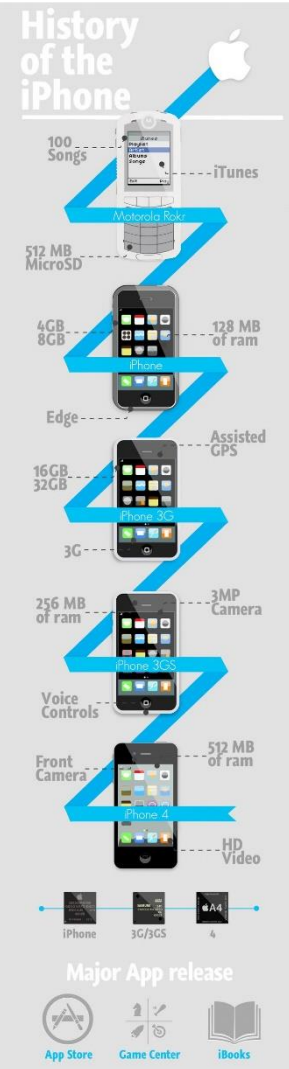 History
of the
iPhone
100
Songs
iTunes
Motorola Rokr
512 MB
MicroSD
4GB
8GB
128 MB
of ram
iPhone
Edge
Assisted
GPS
16GB
32GB
iPhone 3G
3G
256 MB
of ram
3MP
Camera
iPhone 3GS
Voice
Controls
Front
Camera
512 MB
of ram
iPhone 4
HD
Video
A4
iPhone
3G/3GS
4
Major App release
App Store
Game Center
iBooks